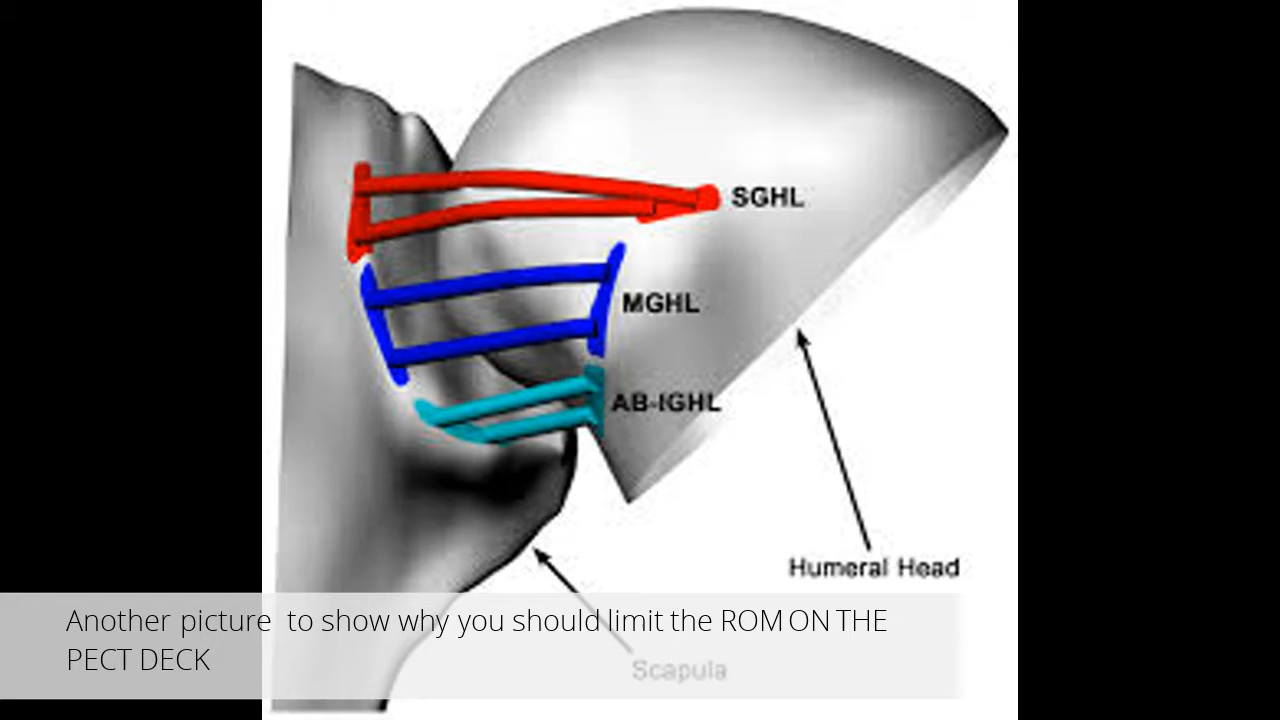 SGHL
MGHL
AB-IGHL
Humeral Head
Another picture to show why you should limit the ROM ON THE
PECT DECK
Scapula